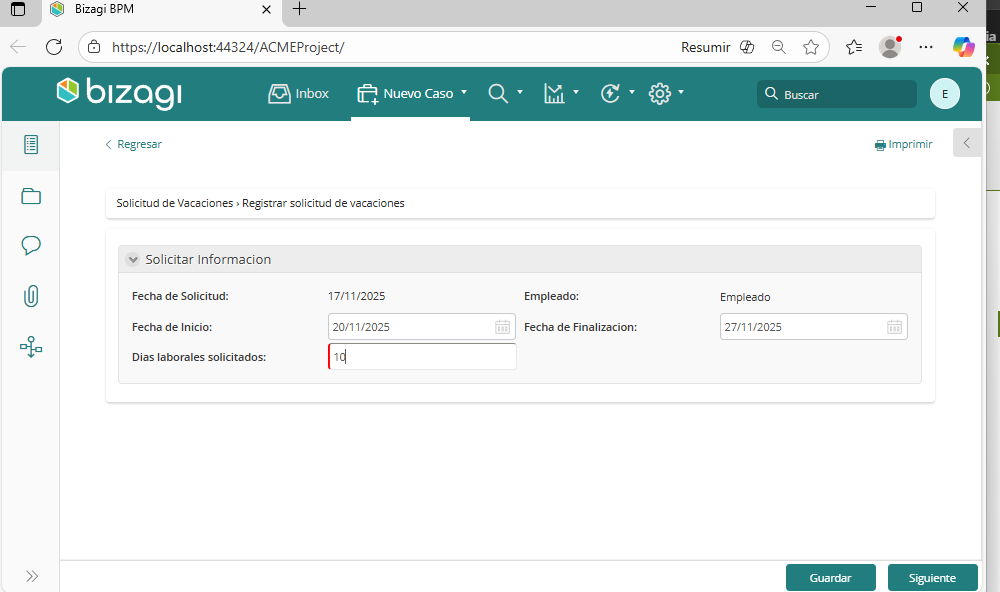 Bizagi BPM
https://localhost:44324/ACMEProject/
Resumir
bizagi
Inbox
Nuevo Caso
Buscar
E
Regresar
Imprimir
Solicitud de Vacaciones › Registrar solicitud de vacaciones
Solicitar Informacion
Fecha de Solicitud: 17/11/2025 Empleado: Empleado
Fecha de Inicio: 20/11/2025 Fecha de Finalizacion: 27/11/2025
Dias laborales solicitados: 10
Guardar
Siguiente